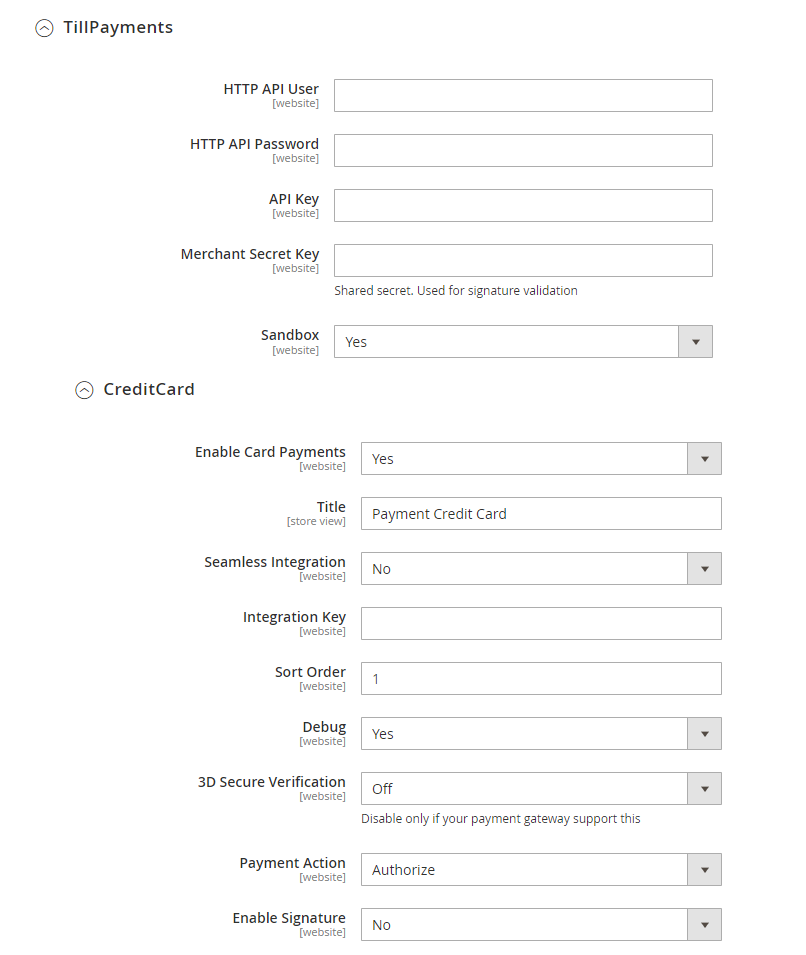 TillPayments
HTTP API User
[website]
HTTP API Password
[website]
API Key
[website]
Merchant Secret Key
[website]
Shared secret. Used for signature validation
Sandbox
[website]
Yes
CreditCard
Enable Card Payments
[website]
Yes
Title
[store view]
Payment Credit Card
Seamless Integration
[website]
No
Integration Key
[website]
Sort Order
[website]
1
Debug
[website]
Yes
3D Secure Verification
[website]
Off
Disable only if your payment gateway support this
Payment Action
[website]
Authorize
Enable Signature
[website]
No